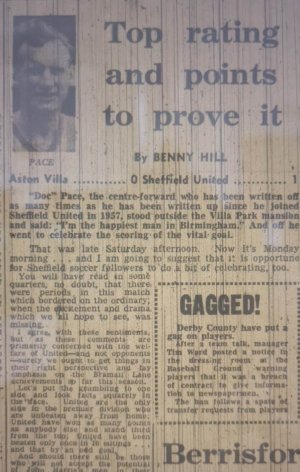 Top rating
and points
to prove it
PACE
By BENNY HILL
Aston Villa ........ 0 Sheffield United ........ 1
"Doc" Pace, the centre-forward, who has been written off
as many times as he has been written up since he joined
Sheffield United in 1957, stood outside the Villa Park mansion
and said: "I'm the happiest man in Birmingham." And off he
went to celebrate the scoring of the vital goal.
That was late Saturday afternoon. Now it's Monday
morning . . . and I am going to suggest that it is opportune
for Sheffield soccer followers to do a bit of celebrating, too.
You will have read in some
quarters, no doubt, that there
were periods in this match
which bordered on the ordinary,
when the excitement and drama
which we all hope to see, was
missing.
I agree with these sentiments,
but as these comments are
primarily concerned with the wel-
fare of United—and not opponents
—surely we ought to get things in
their right perspective and lay
emphasis on the Bramall Lane
achievements so far this season.
Let's put the grumbling to one
side and look facts squarely in
the face. United are the only
side in the premier division who
are unbeaten away from home.
United have won as many points
as anybody else and stand third
from the top. United have been
beaten only once in
and that by an odd goal.
And should there still be those
who will not accept the potential
GAGGED!
Derby County have put a
gag on players.
After a team talk, manager
Tim Ward posted a notice in
the dressing room at the
Baseball Ground warning
players that it was a breach
of contract to give informa-
tion to newspapermen.
The ban follows a spate of
transfer requests from players
Berrisfor